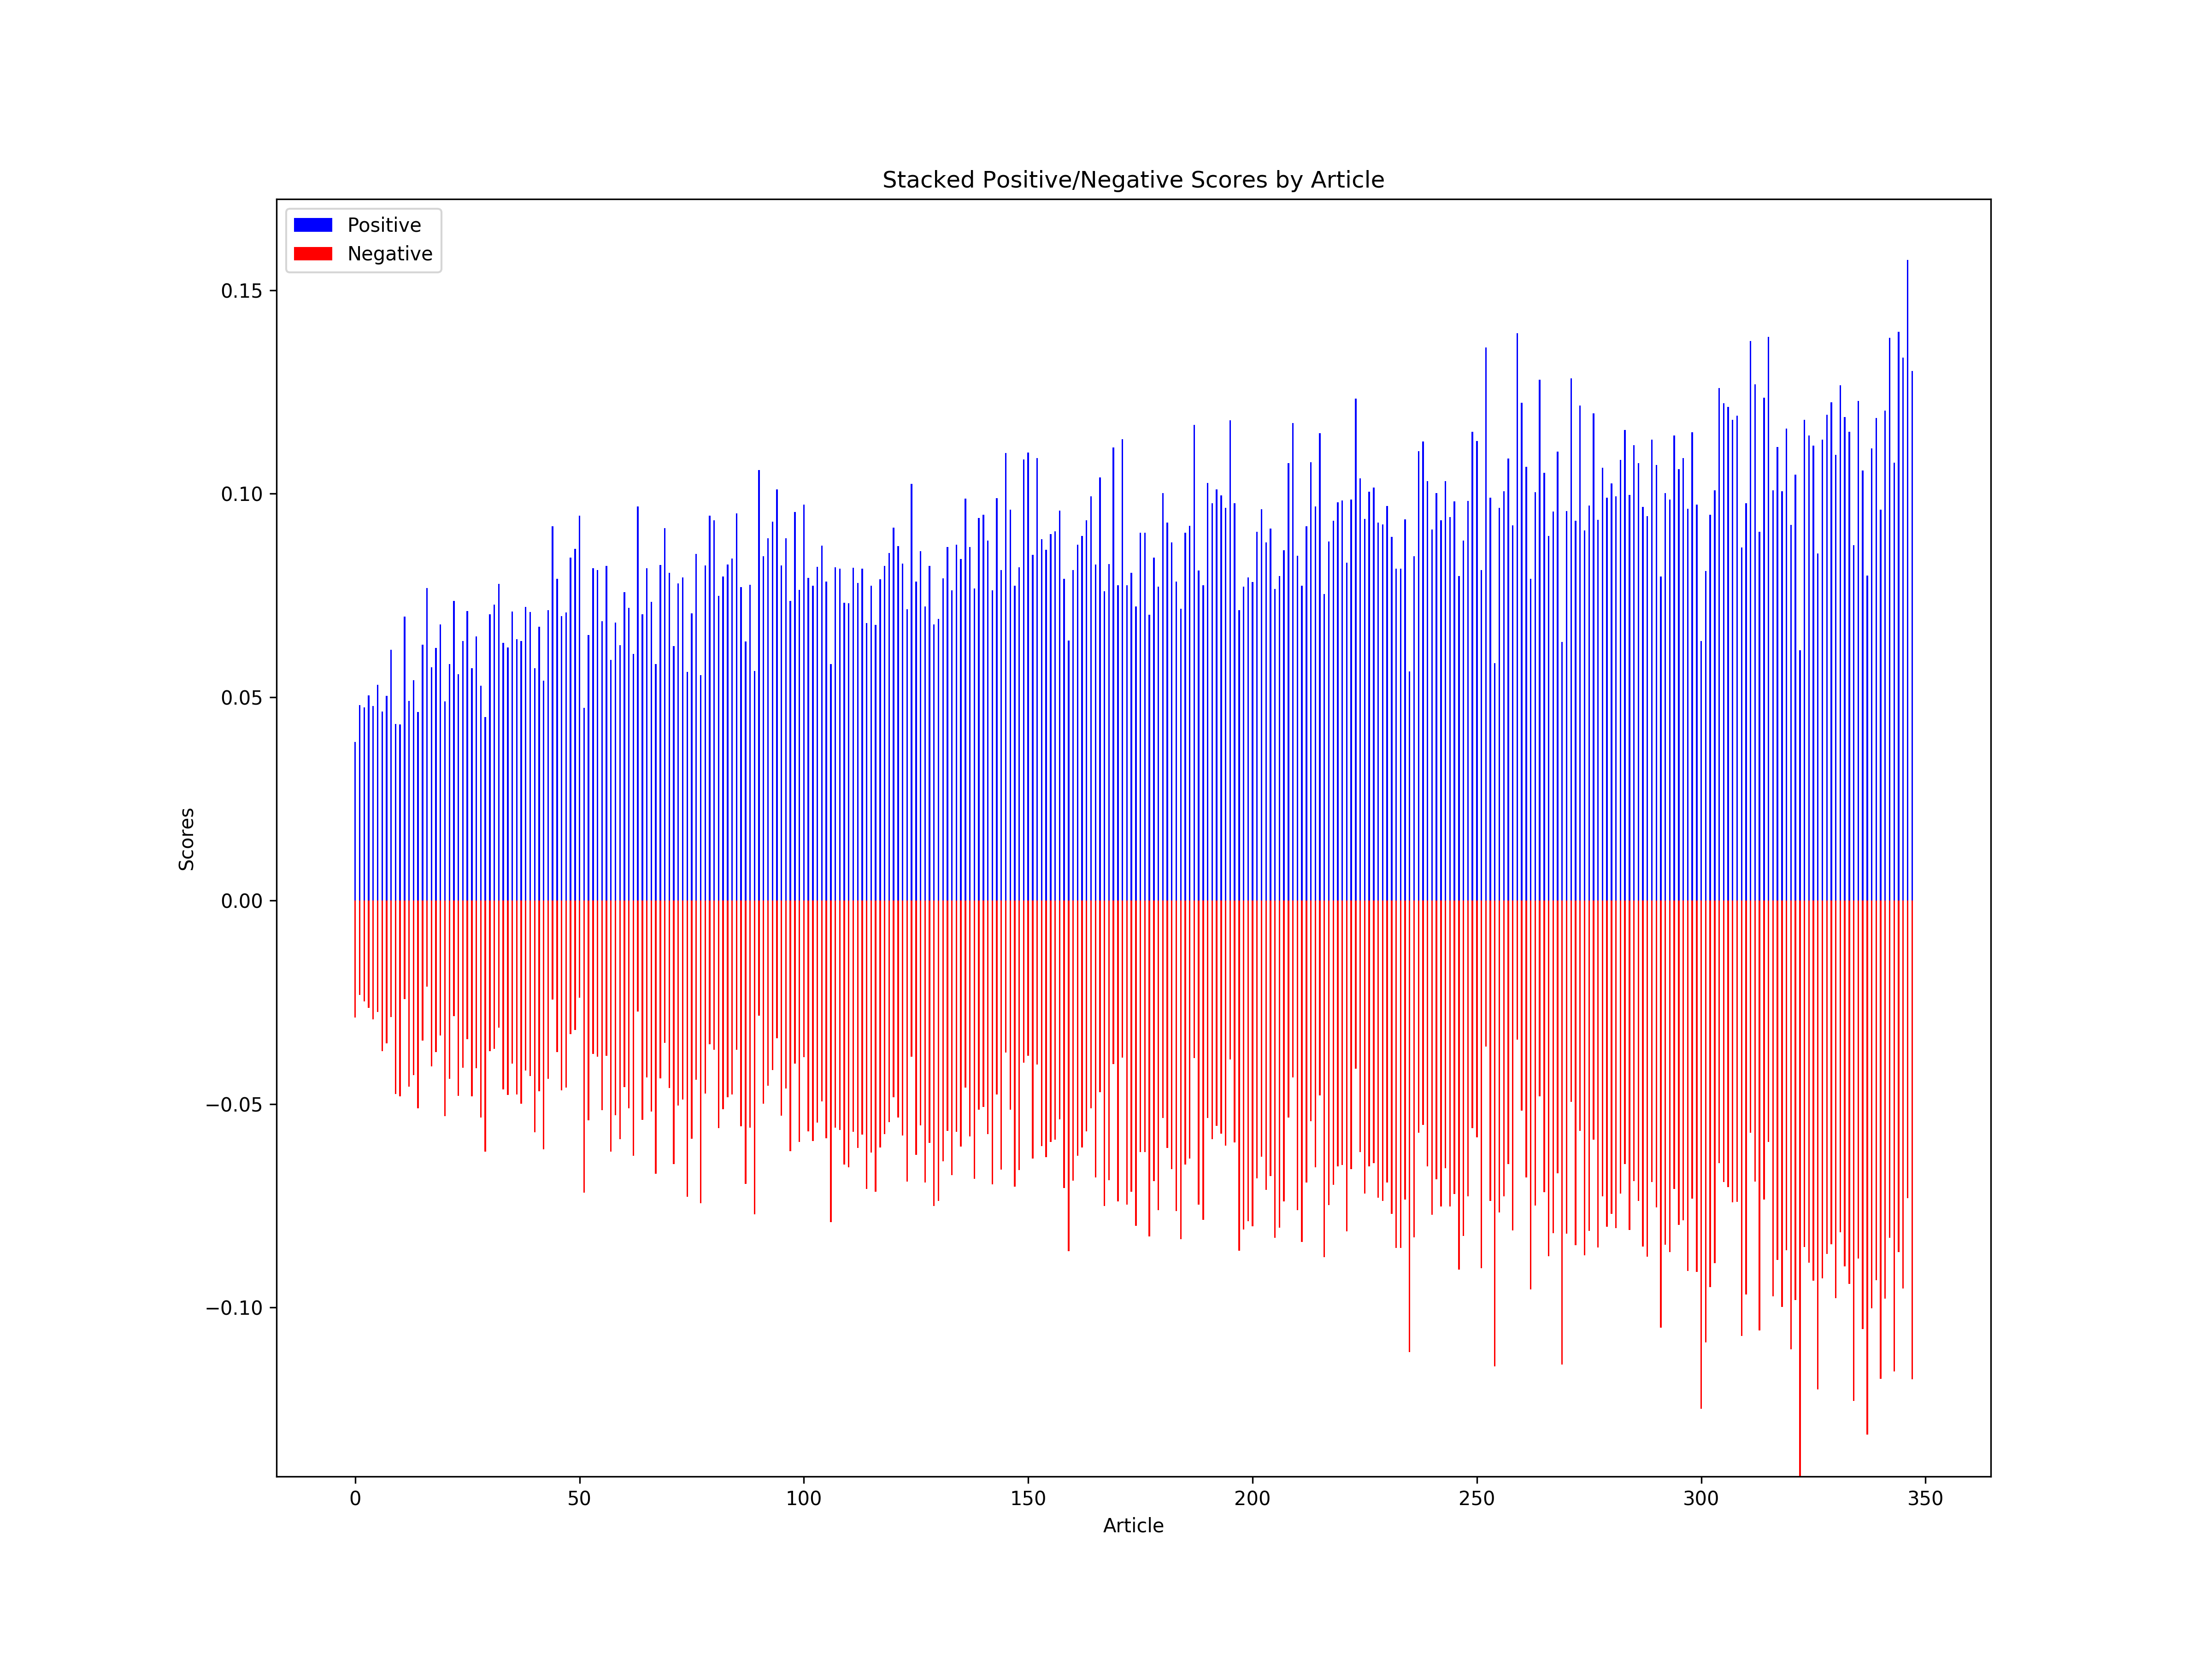 Stacked Positive/Negative Scores by Article
Positive
Negative
0.15
0.10
0.05
0.00
−0.05
−0.10
Scores
0 50 100 150 200 250 300 350
Article